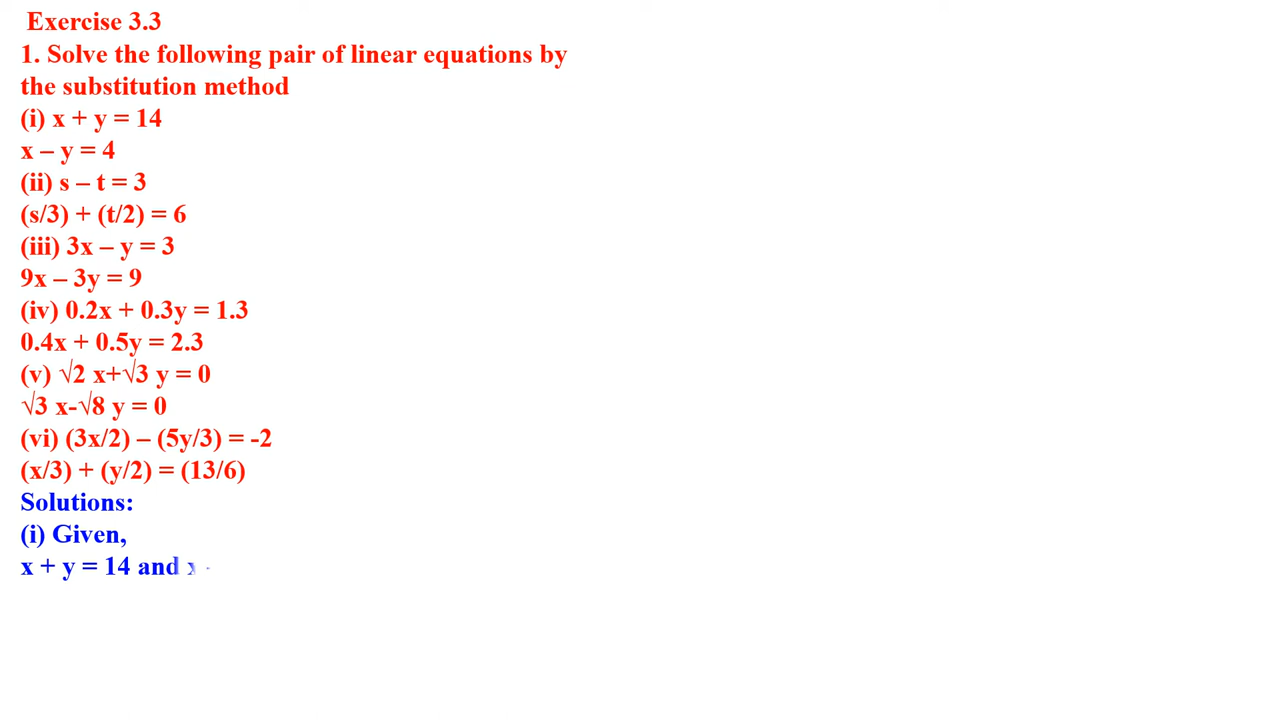 Exercise 3.3
1. Solve the following pair of linear equations by
the substitution method
(i) x + y = 14
x – y = 4
(ii) s – t = 3
(s/3) + (t/2) = 6
(iii) 3x – y = 3
9x – 3y = 9
(iv) 0.2x + 0.3y = 1.3
0.4x + 0.5y = 2.3
(v) √2 x+√3 y = 0
√3 x-√8 y = 0
(vi) (3x/2) – (5y/3) = -2
(x/3) + (y/2) = (13/6)
Solutions:
(i) Given,
x + y = 14 and x